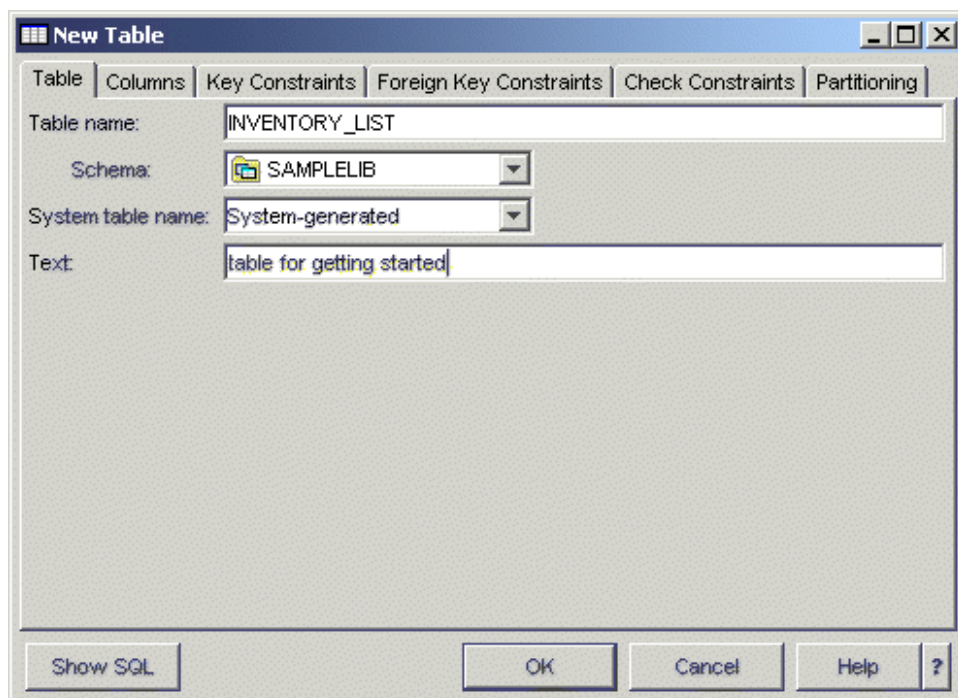 New Table
Table Columns Key Constraints Foreign Key Constraints Check Constraints Partitioning
Table name: INVENTORY_LIST
Schema: SAMPLELIB
System table name: System-generated
Text: table for getting started
Show SQL OK Cancel Help ?